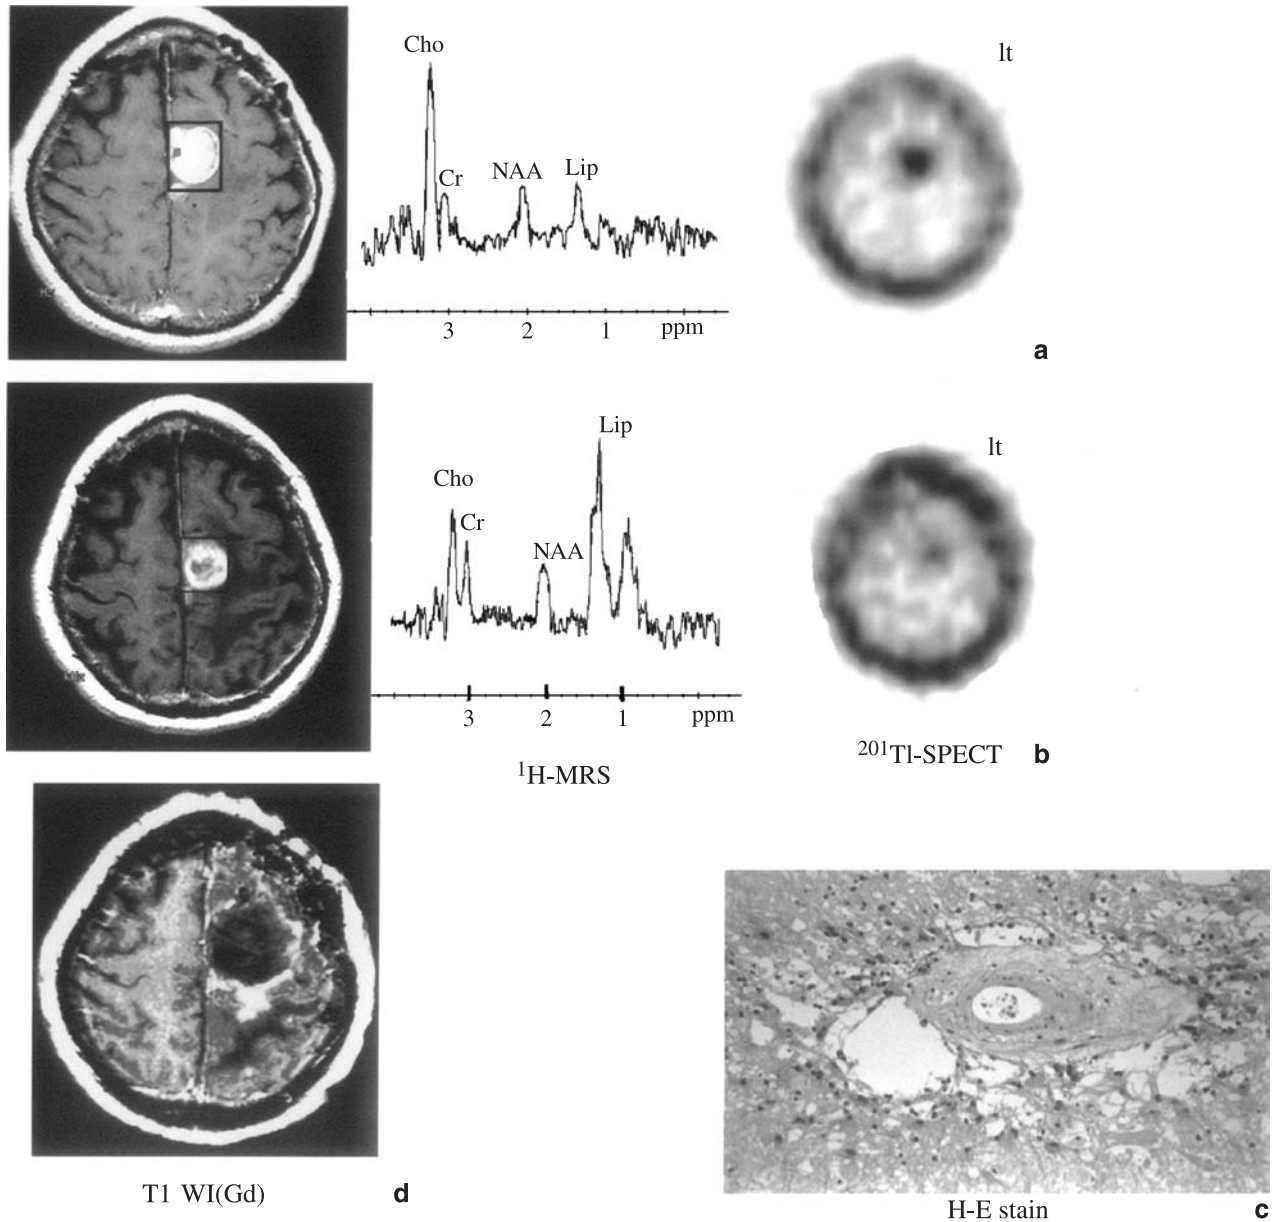 Cho
Cr
NAA
Lip
3 2 1 ppm
lt
a
Cho
Cr
NAA
Lip
3 2 1 ppm
¹H-MRS
lt
²⁰¹Tl-SPECT b
T1 WI(Gd) d
H-E stain c